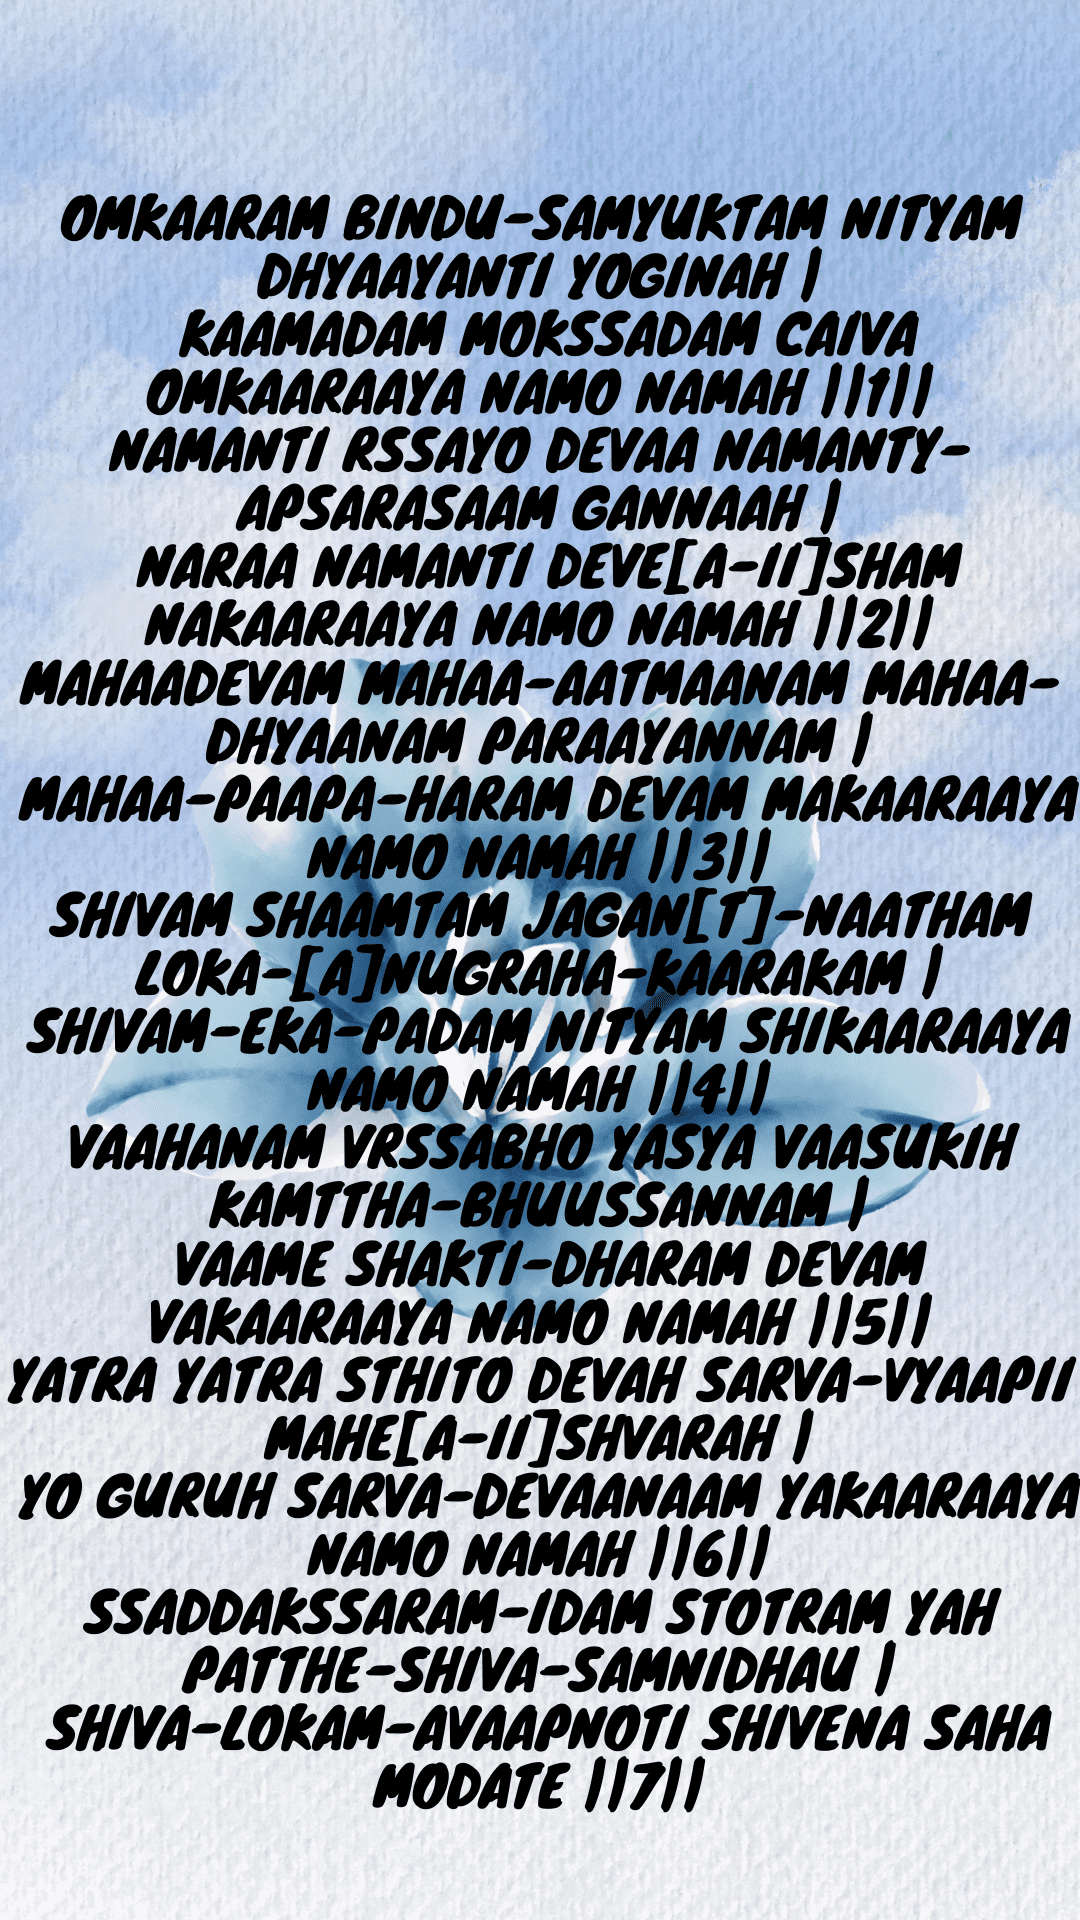 OMKAARAM BINDU-SAMYUKTAM NITYAM
DHYAAYANTI YOGINAH |
KAAMADAM MOKSSADAM CAIVA
OMKAARAAYA NAMO NAMAH ||1||
NAMANTI RSSAYO DEVAA NAMANTY-
APSARASAAM GANNAAH |
NARAA NAMANTI DEVE[A-II]SHAM
NAKAARAAYA NAMO NAMAH ||2||
MAHAADEVAM MAHAA-AATMAANAM MAHAA-
DHYAANAM PARAAYANNAM |
MAHAA-PAAPA-HARAM DEVAM MAKAARAAYA
NAMO NAMAH ||3||
SHIVAM SHAAMTAM JAGAN[T]-NAATHAM
LOKA-[A]NUGRAHA-KAARAKAM |
SHIVAM-EKA-PADAM NITYAM SHIKAARAAYA
NAMO NAMAH ||4||
VAAHANAM VRSSABHO YASYA VAASUKIH
KAMTTHA-BHUUSSANNAM |
VAAME SHAKTI-DHARAM DEVAM
VAKAARAAYA NAMO NAMAH ||5||
YATRA YATRA STHITO DEVAH SARVA-VYAAPII
MAHE[A-II]SHVARAH |
YO GURUH SARVA-DEVAANAAM YAKAARAAYA
NAMO NAMAH ||6||
SSADDAKSSARAM-IDAM STOTRAM YAH
PATTHE-SHIVA-SAMNIDHAU |
SHIVA-LOKAM-AVAAPNOTI SHIVENA SAHA
MODATE ||7||